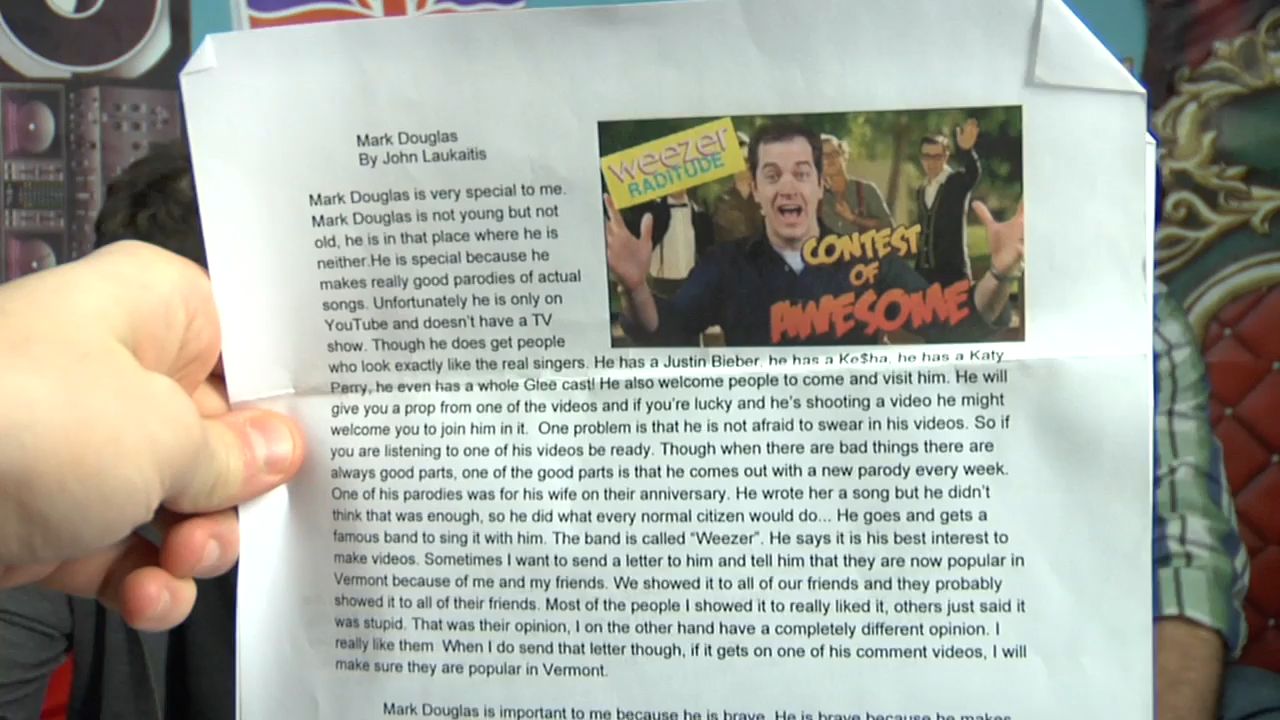 Mark Douglas
By John Laukaitis
weezer
RADITUDE
CONTEST
OF
AWESOME
Mark Douglas is very special to me.
Mark Douglas is not young but not
old, he is in that place where he is
neither.He is special because he
makes really good parodies of actual
songs. Unfortunately he is only on
YouTube and doesn't have a TV
show. Though he does get people
who look exactly like the real singers. He has a Justin Bieber, he has a Ke$ha, he has a Katy
Perry, he even has a whole Glee cast! He also welcome people to come and visit him. He will
give you a prop from one of the videos and if you're lucky and he's shooting a video he might
welcome you to join him in it. One problem is that he is not afraid to swear in his videos. So if
you are listening to one of his videos be ready. Though when there are bad things there are
always good parts, one of the good parts is that he comes out with a new parody every week.
One of his parodies was for his wife on their anniversary. He wrote her a song but he didn't
think that was enough, so he did what every normal citizen would do... He goes and gets a
famous band to sing it with him. The band is called "Weezer". He says it is his best interest to
make videos. Sometimes I want to send a letter to him and tell him that they are now popular in
Vermont because of me and my friends. We showed it to all of our friends and they probably
showed it to all of their friends. Most of the people I showed it to really liked it, others just said it
was stupid. That was their opinion, I on the other hand have a completely different opinion. I
really like them When I do send that letter though, if it gets on one of his comment videos, I will
make sure they are popular in Vermont.
Mark Douglas is important to me because he is brave. He is brave because he makes